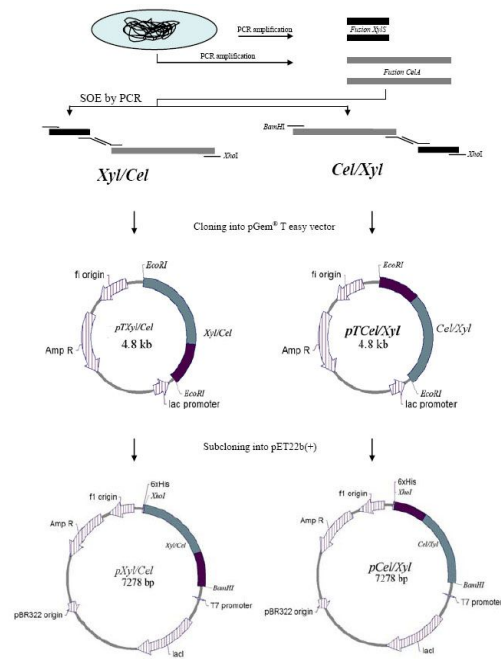 PCR amplification
Fusion XylS
PCR amplification
Fusion CelA
SOE by PCR
BamHI
XhoI
XhoI
Xyl/Cel
Cel/Xyl
Cloning into pGem® T easy vector
EcoRI
fi origin
pTXyl/Cel
4.8 kb
Xyl/Cel
Amp R
EcoRI
lac promoter
EcoRI
fi origin
pTCel/Xyl
4.8 kb
Cel/Xyl
Amp R
EcoRI
lac promoter
Subcloning into pET22b(+)
6xHis
XhoI
f1 origin
Amp R
Xyl/Cel
pXyl/Cel
7278 bp
BamHI
T7 promoter
pBR322 origin
lacI
6xHis
XhoI
f1 origin
Amp R
Cel/Xyl
pCel/Xyl
7278 bp
BamHI
T7 promoter
pBR322 origin
lacI